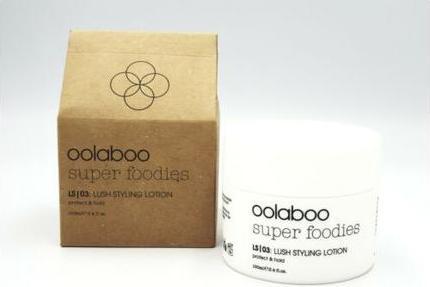 oolaboo
super foodies
LS|03: LUSH STYLING LOTION
protect & hold
oolaboo
super foodies
LS|03: LUSH STYLING LOTION
protect & hold